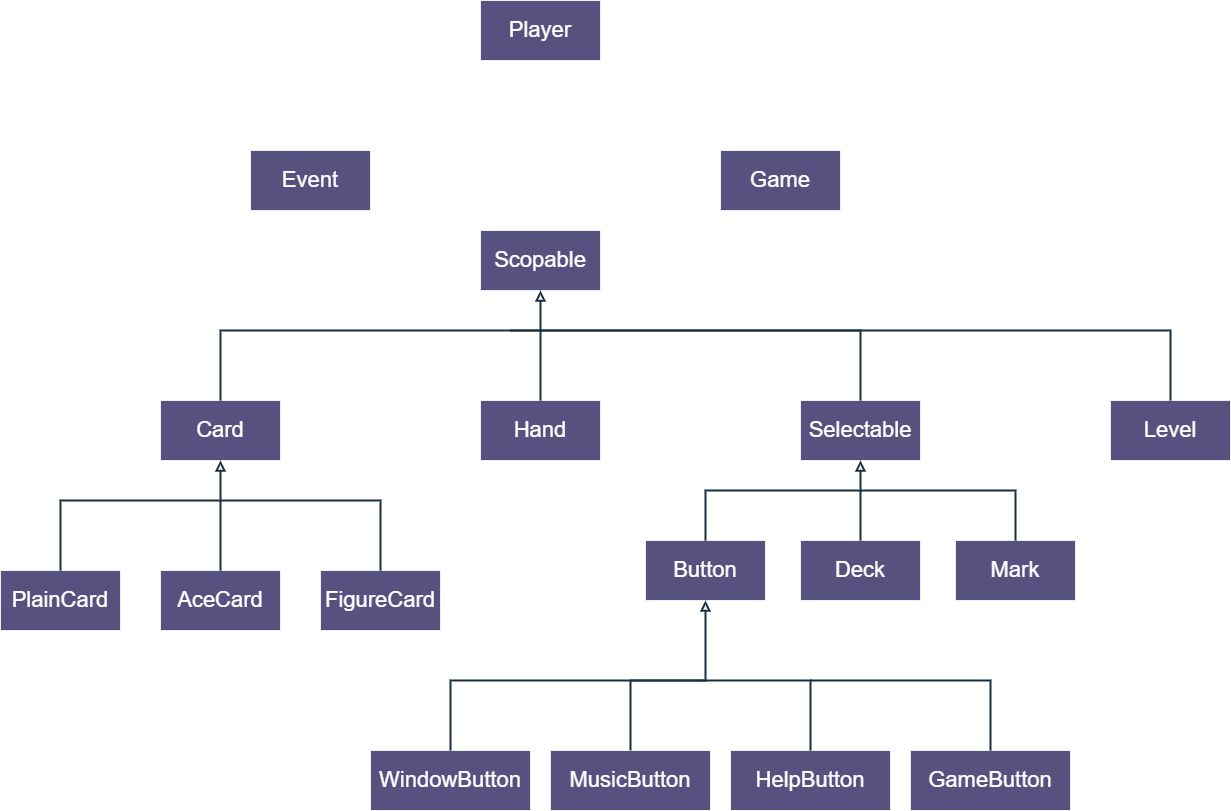 Player
Event
Game
Scopable
Card
Hand
Selectable
Level
Button
Deck
Mark
PlainCard
AceCard
FigureCard
WindowButton
MusicButton
HelpButton
GameButton